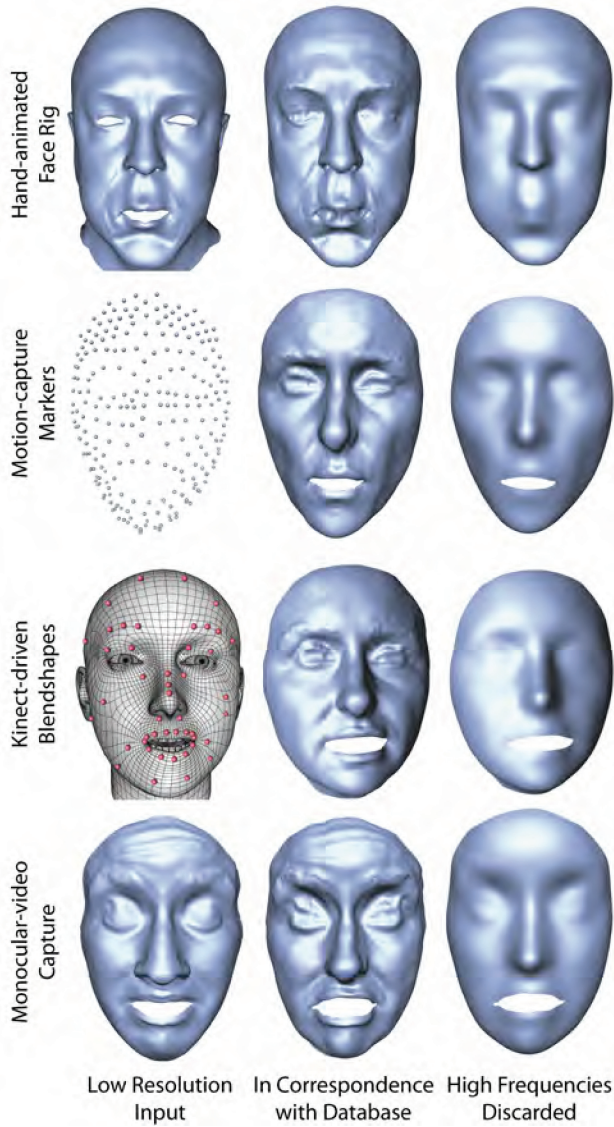 Hand-animated
Face Rig
Motion-capture
Markers
Kinect-driven
Blendshapes
Monocular-video
Capture
Low Resolution
Input
In Correspondence
with Database
High Frequencies
Discarded